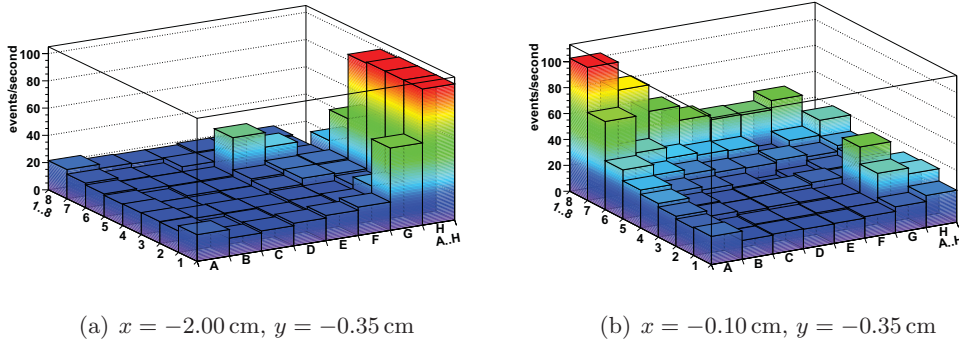 events/second
100
80
60
40
20
0
8
7
6
5
4
3
2
1
1..8
A
B
C
D
E
F
G
H
A..H
events/second
100
80
60
40
20
0
8
7
6
5
4
3
2
1
1..8
A
B
C
D
E
F
G
H
A..H
(a) x = −2.00 cm, y = −0.35 cm
(b) x = −0.10 cm, y = −0.35 cm